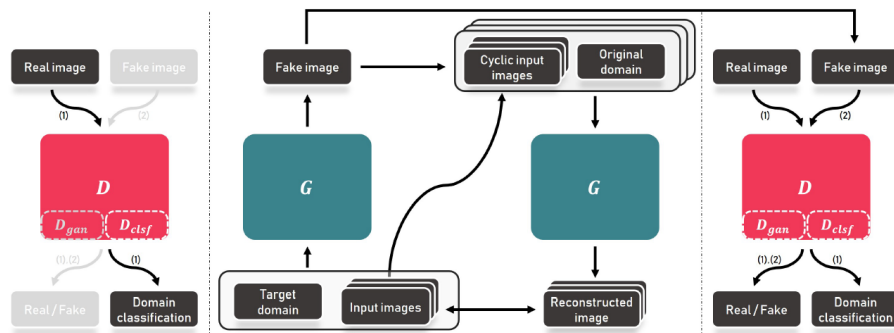 Real image
Fake image
(1)
(2)
D
D_gan
D_clsf
(1).(2)
(1)
Real / Fake
Domain
classification
Fake image
Cyclic input
images
Original
domain
G
G
Target
domain
Input images
Reconstructed
image
Real image
Fake image
(1)
(2)
D
D_gan
D_clsf
(1).(2)
(1)
Real / Fake
Domain
classification